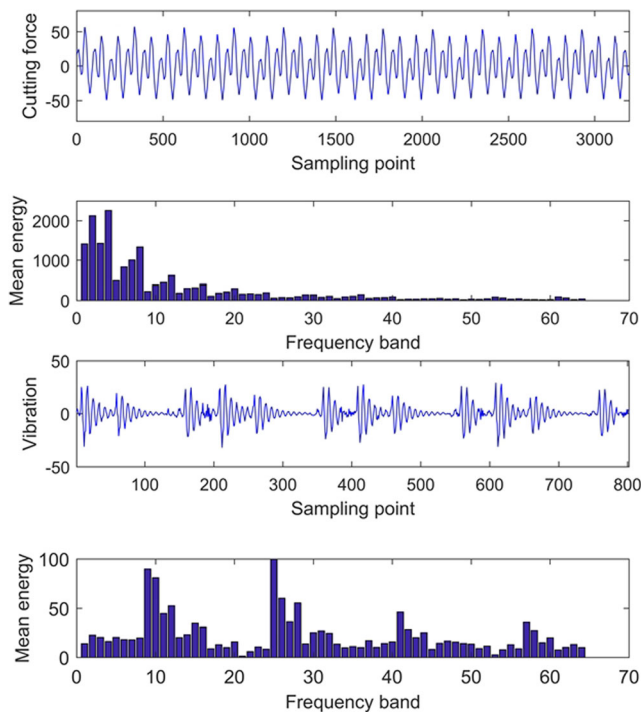 Cutting force
50
0
-50
0 500 1000 1500 2000 2500 3000
Sampling point
Mean energy
2000
1000
0
0 10 20 30 40 50 60 70
Frequency band
Vibration
50
0
-50
100 200 300 400 500 600 700 800
Sampling point
Mean energy
100
50
0
0 10 20 30 40 50 60 70
Frequency band